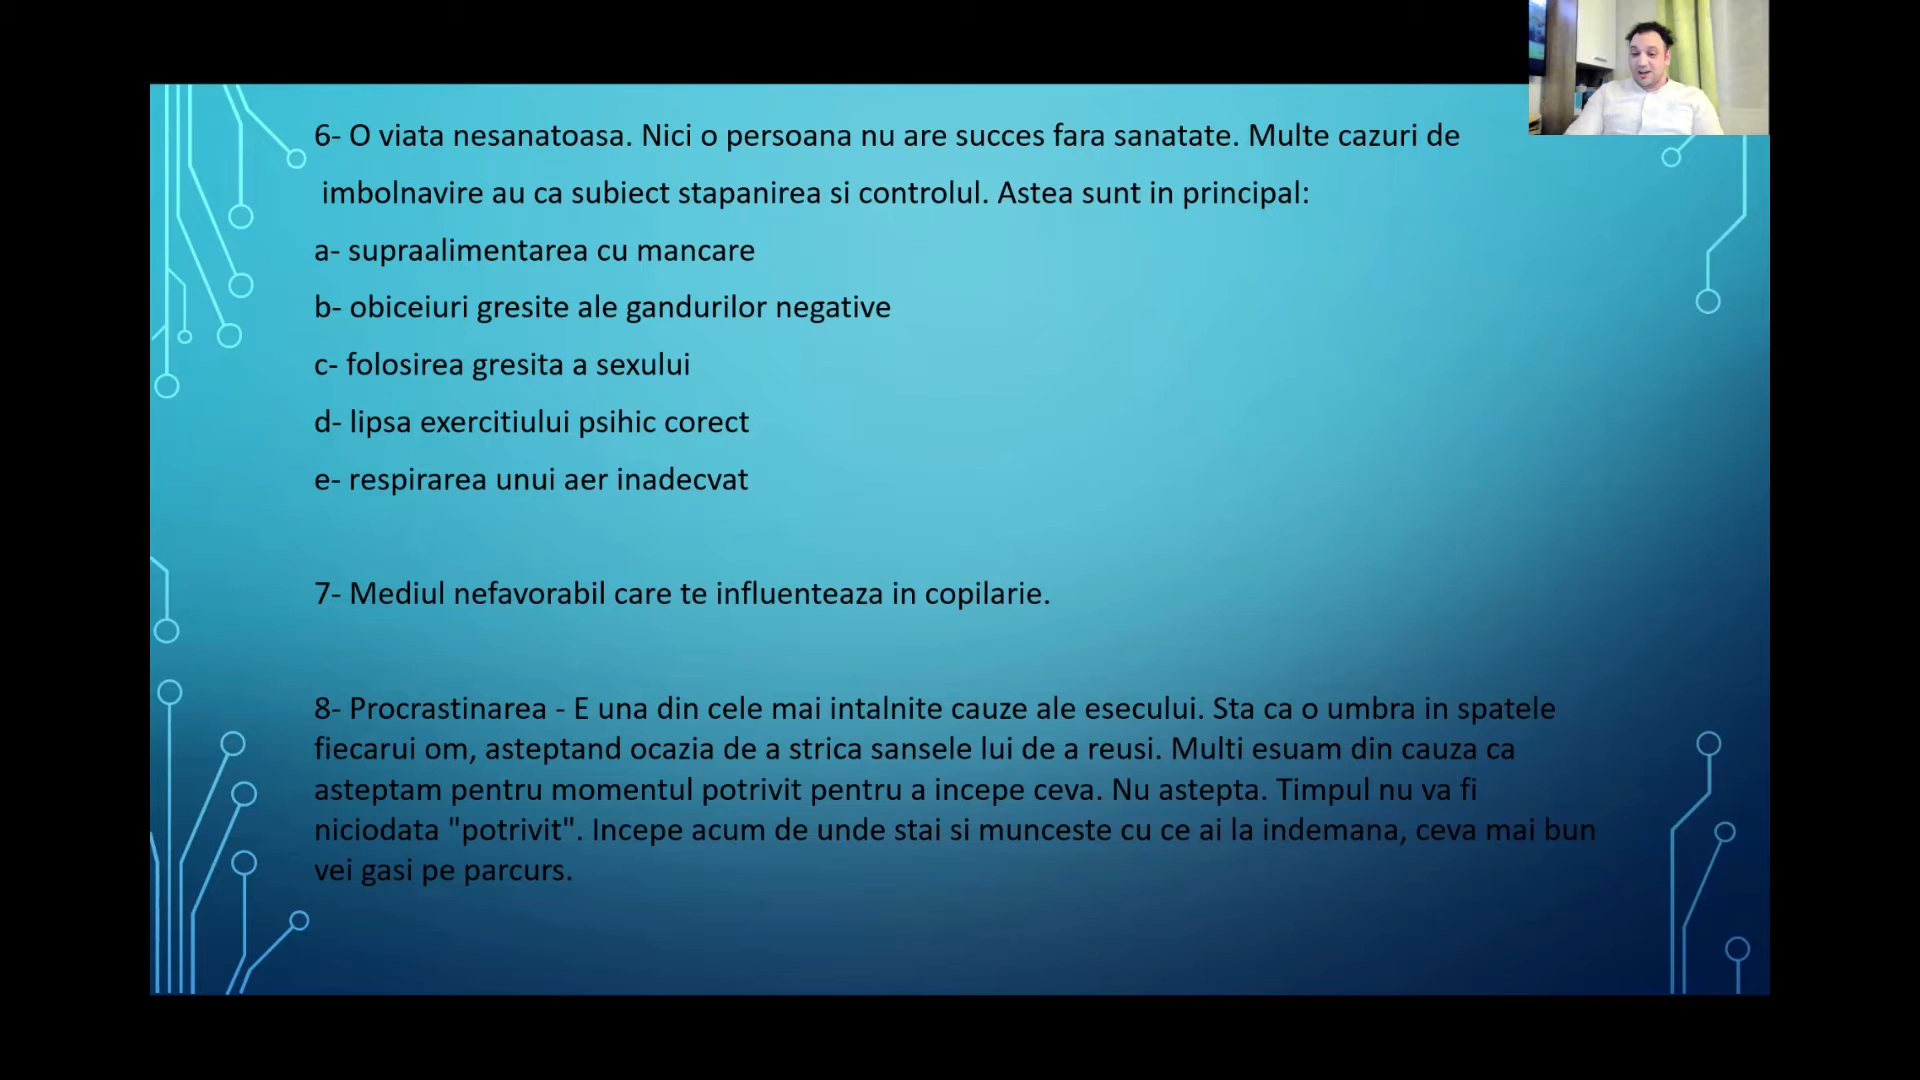 6- O viata nesanatoasa. Nici o persoana nu are succes fara sanatate. Multe cazuri de
imbolnavire au ca subiect stapanirea si controlul. Astea sunt in principal:
a- supraalimentarea cu mancare
b- obiceiuri gresite ale gandurilor negative
c- folosirea gresita a sexului
d- lipsa exercitiului psihic corect
e- respirarea unui aer inadecvat
7- Mediul nefavorabil care te influenteaza in copilarie.
8- Procrastinarea - E una din cele mai intalnite cauze ale esecului. Sta ca o umbra in spatele
fiecarui om, asteptand ocazia de a strica sansele lui de a reusi. Multi esuam din cauza ca
asteptam pentru momentul potrivit pentru a incepe ceva. Nu astepta. Timpul nu va fi
niciodata "potrivit". Incepe acum de unde stai si munceste cu ce ai la indemana, ceva mai bun
vei gasi pe parcurs.